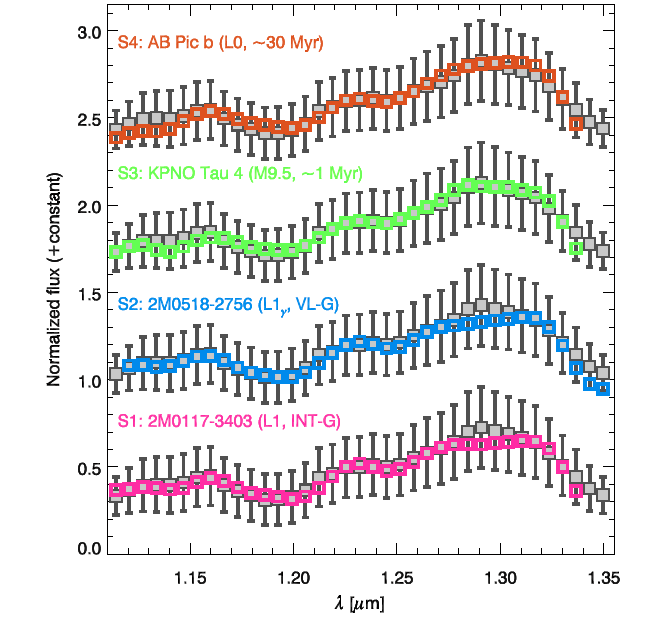 3.0
S4: AB Pic b (L0, ~30 Myr)
2.5
S3: KPNO Tau 4 (M9.5, ~1 Myr)
2.0
Normalized flux (+constant)
1.5
S2: 2M0518-2756 (L1γ, VL-G)
1.0
S1: 2M0117-3403 (L1, INT-G)
0.5
0.0
1.15 1.20 1.25 1.30 1.35
λ [μm]